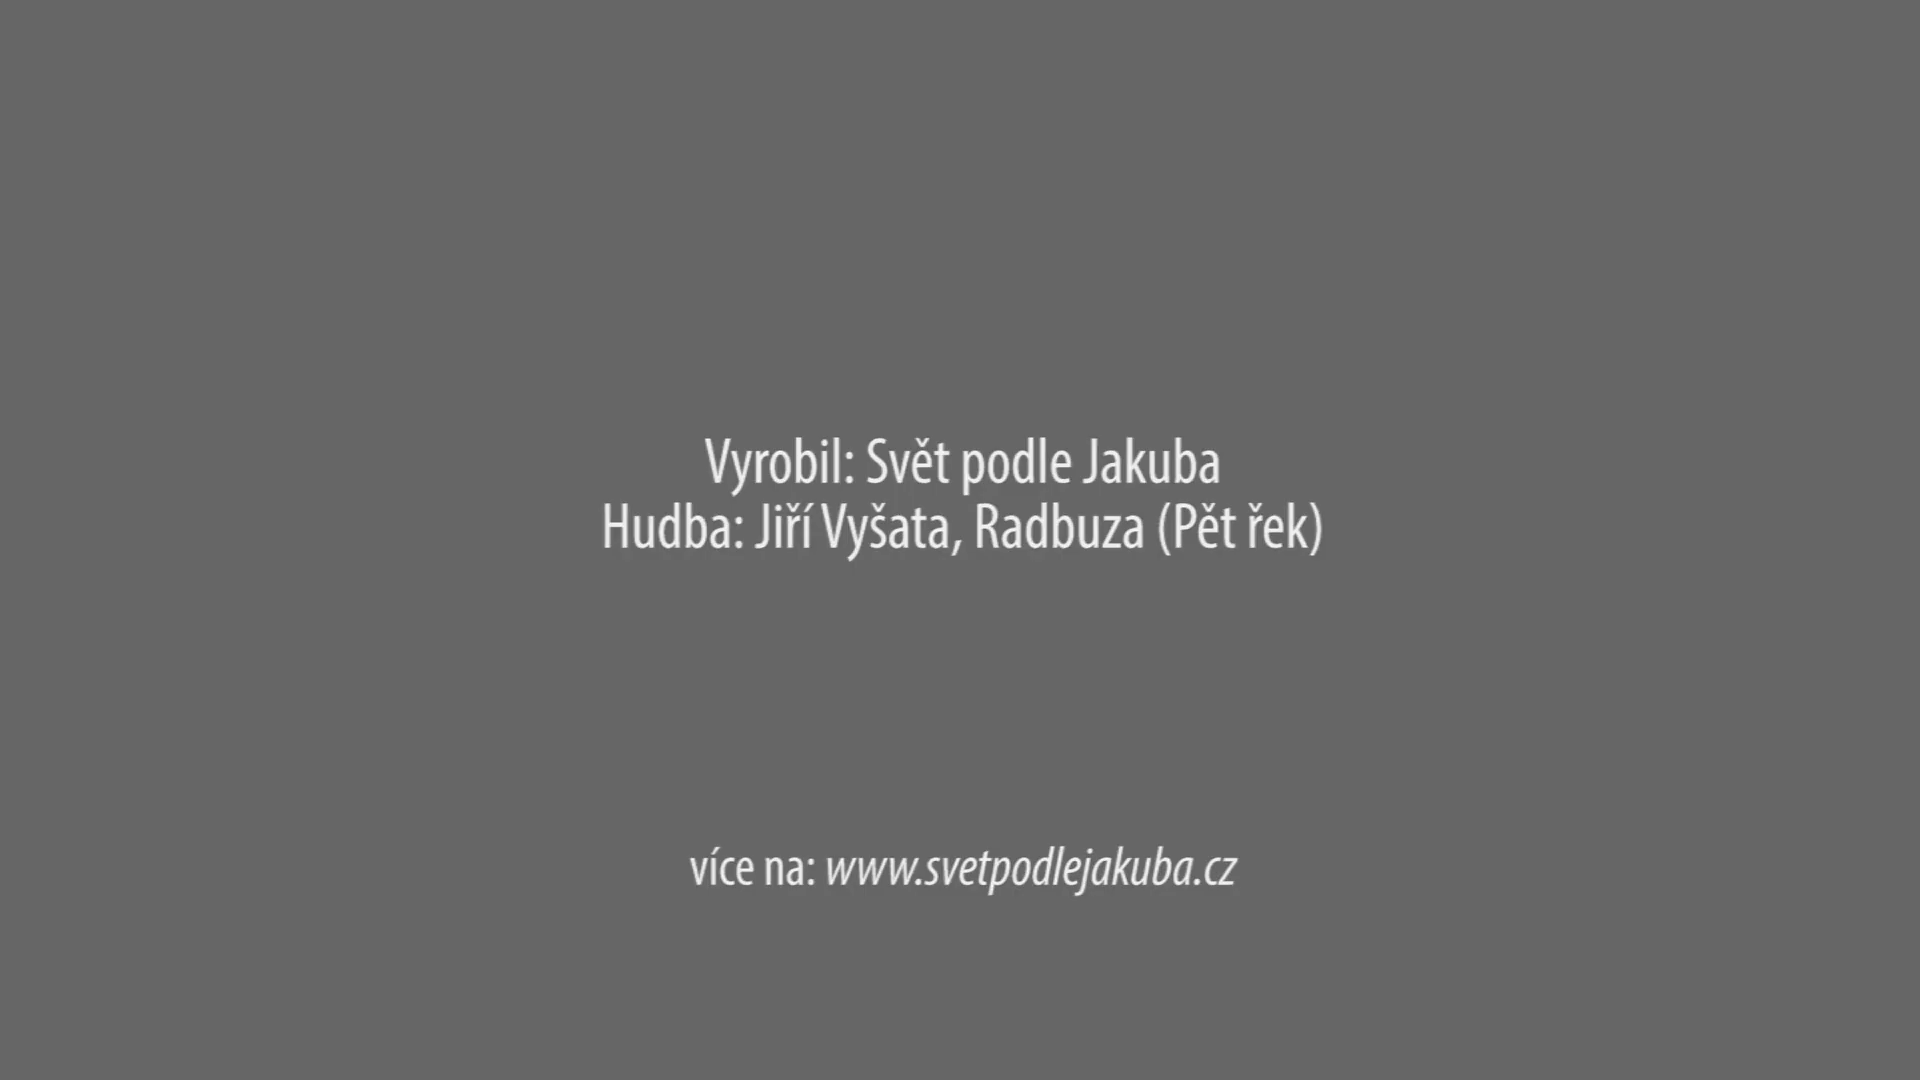 Vyrobil: Svět podle Jakuba
Hudba: Jiří Vyšata, Radbuza (Pět řek)
více na: www.svetpodlejakuba.cz